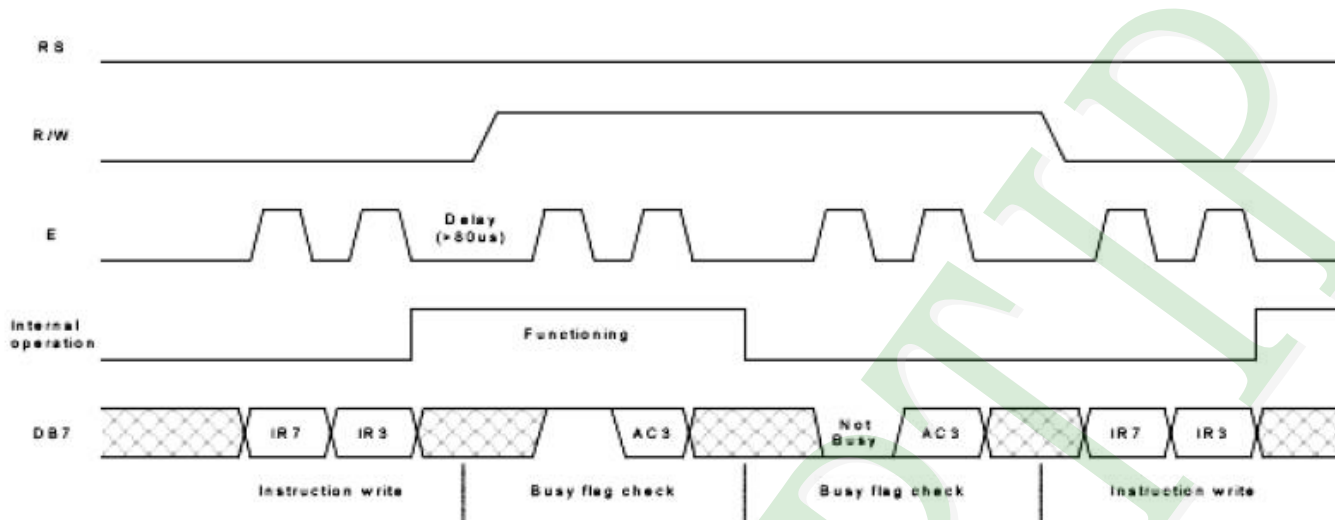 RS
R/W
E
Delay
(>80us)
Internal
operation
Functioning
DB7
IR7
IR3
AC3
Not
Busy
AC3
IR7
IR3
Instruction write
Busy flag check
Busy flag check
Instruction write
PTIP